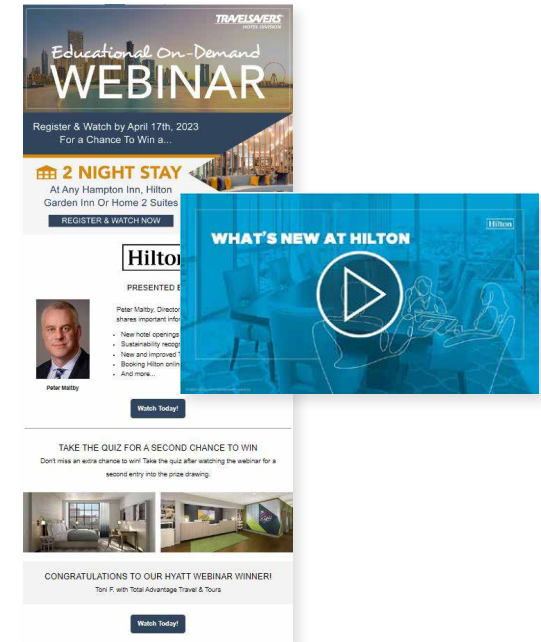 TRAVELSAVERS
HOTEL DIVISION
Educational On-Demand
WEBINAR
Register & Watch by April 17th, 2023
For a Chance To Win a...
2 NIGHT STAY
At Any Hampton Inn, Hilton
Garden Inn Or Home 2 Suites
REGISTER & WATCH NOW
Hilton
WHAT'S NEW AT HILTON
Hilto
PRESENTED
Peter Maltby, Director
shares important
New hotel openings
Sustainability
New and improved
Booking Hilton
And more...
Peter Maltby
Watch Today!
TAKE THE QUIZ FOR A SECOND CHANCE TO WIN
Don't miss an extra chance to win! Take the quiz after watching the webinar for a
second entry into the prize drawing.
CONGRATULATIONS TO OUR HYATT WEBINAR WINNER!
Toni F. with Total Advantage Travel & Tours
Watch Today!